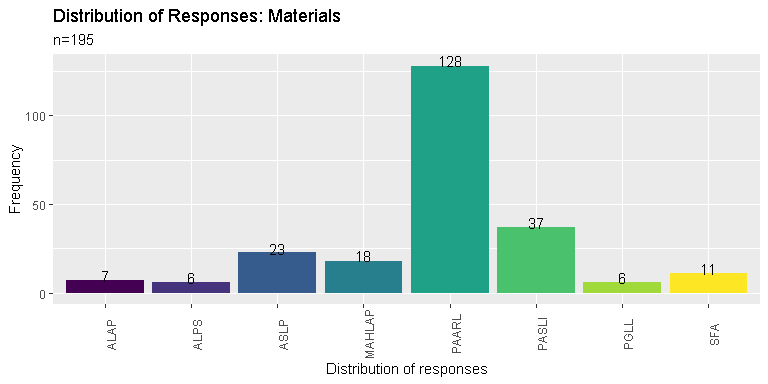 Distribution of Responses: Materials
n=195
Frequency
100
50
0
7
6
23
18
128
37
6
11
ALAP
ALPS
ASLP
MAHLAP
PAARL
PASLI
PGLL
SFA
Distribution of responses